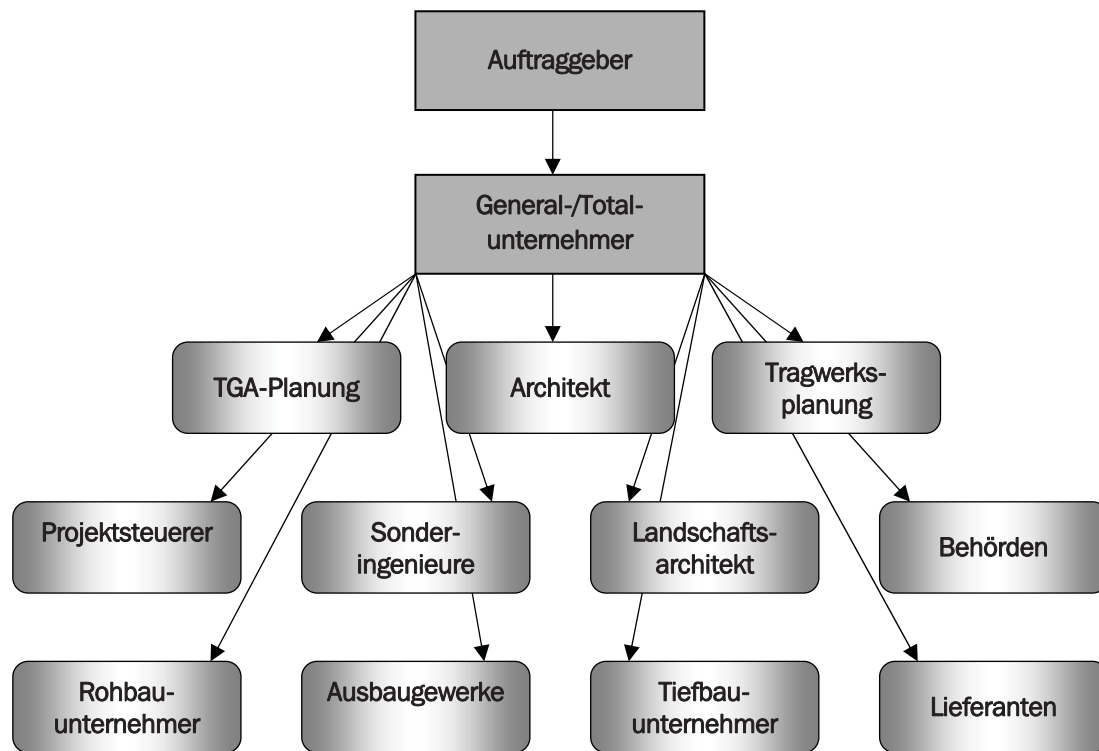 Auftraggeber
General-/Total-
unternehmer
TGA-Planung
Architekt
Tragwerks-
planung
Projektsteuerer
Sonder-
ingenieure
Landschafts-
architekt
Behörden
Rohbau-
unternehmer
Ausbaugewerke
Tiefbau-
unternehmer
Lieferanten